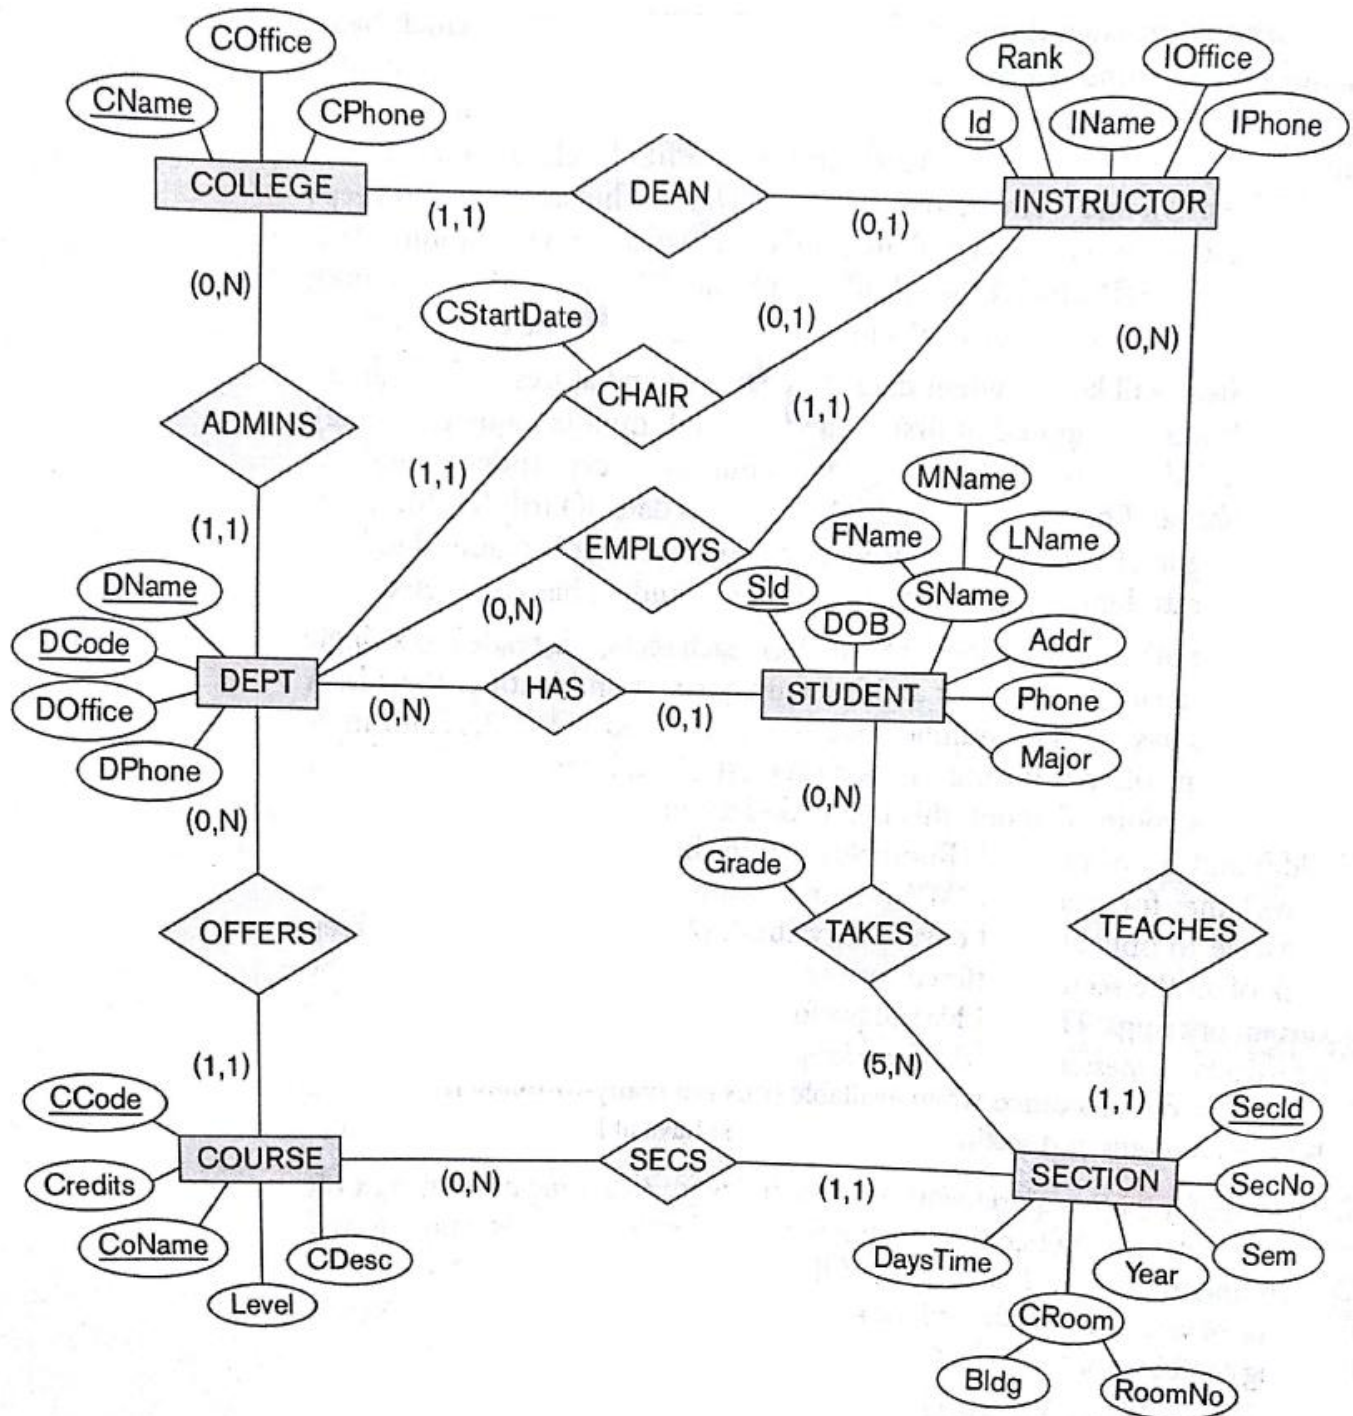 COffice
CName
CPhone
COLLEGE
(1,1)
DEAN
(0,1)
Rank
IOffice
Id
IName
IPhone
INSTRUCTOR
(0,N)
CStartDate
CHAIR
(0,1)
(0,N)
ADMINS
(1,1)
(1,1)
(1,1)
EMPLOYS
(0,N)
MName
FName
LName
SId
SName
DOB
Addr
Phone
Major
STUDENT
DName
DCode
DOffice
DPhone
DEPT
(0,N)
HAS
(0,1)
(0,N)
(0,N)
Grade
TAKES
TEACHES
OFFERS
(1,1)
(5,N)
(1,1)
CCode
Credits
CoName
Level
CDesc
COURSE
(0,N)
SECS
(1,1)
SECTION
SecId
SecNo
Sem
Year
DaysTime
CRoom
Bldg
RoomNo